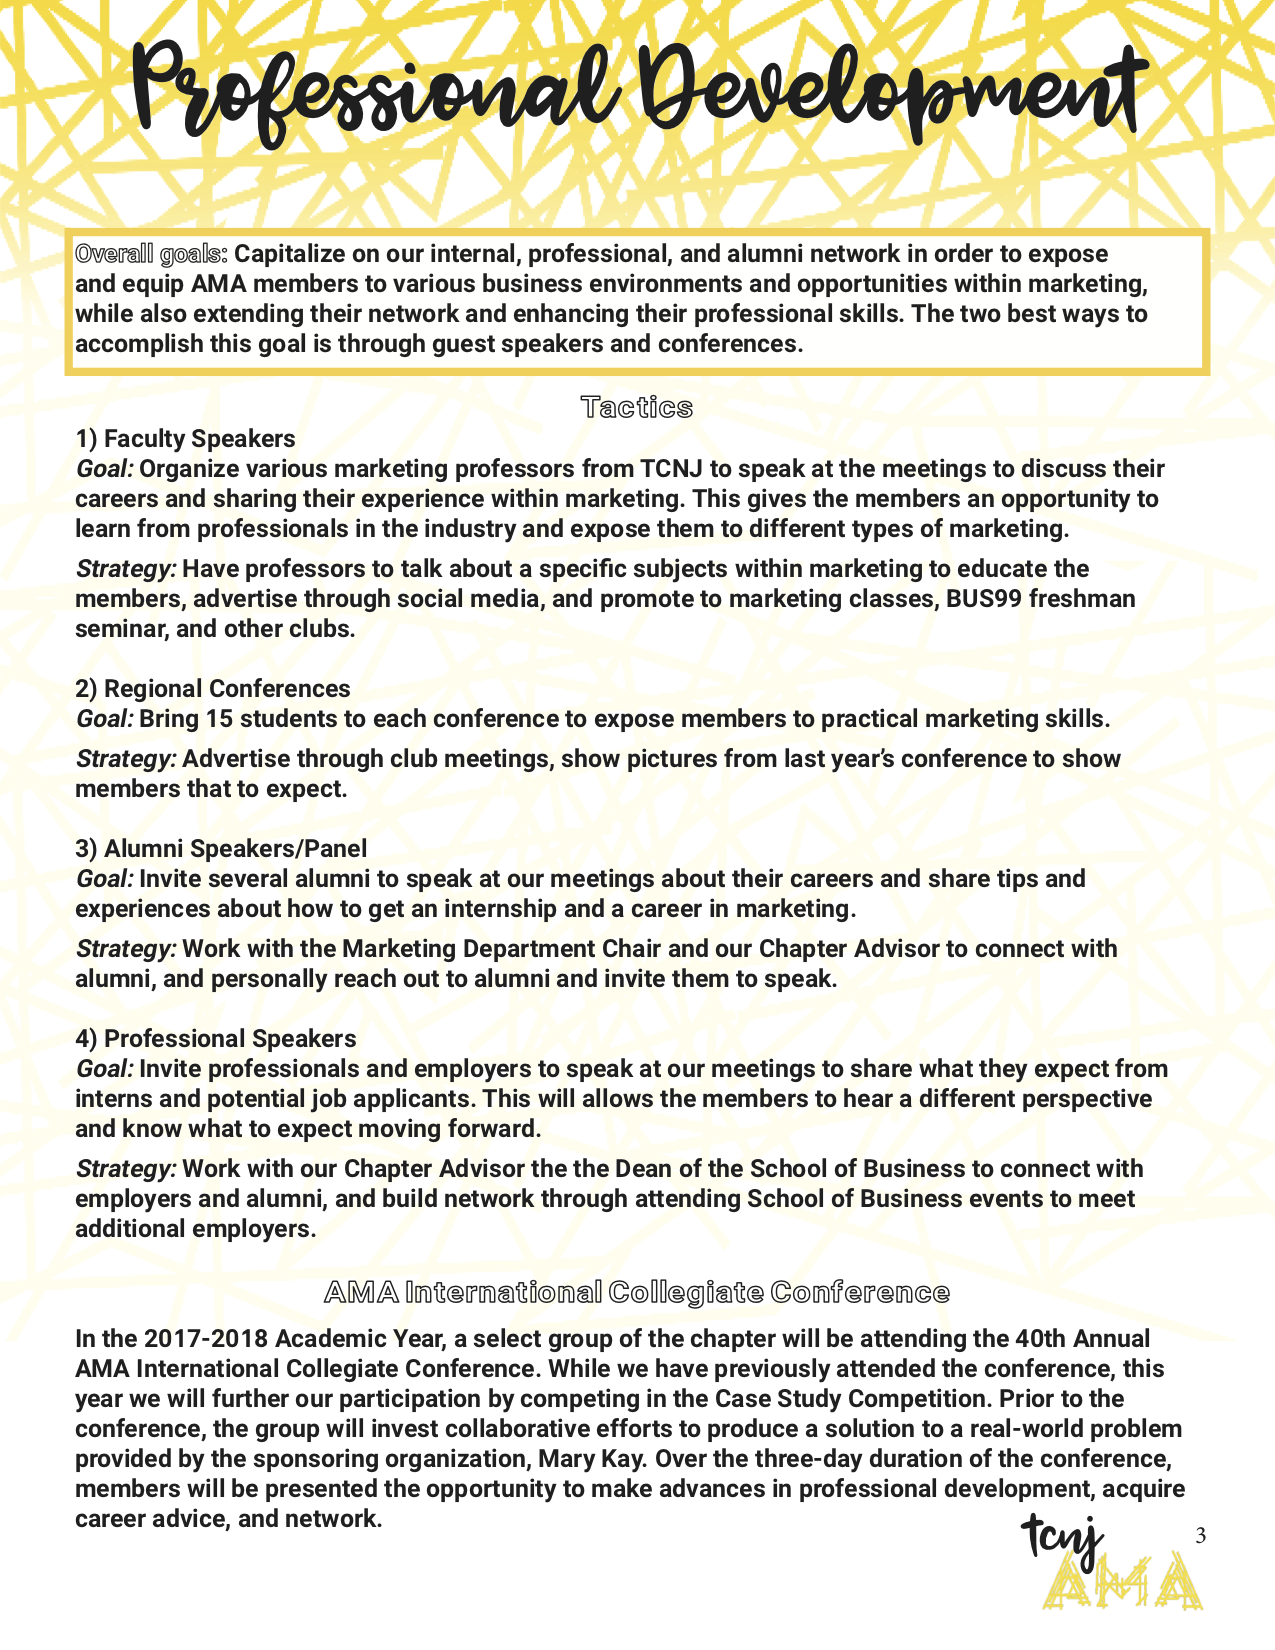 Professional Development
Overall goals: Capitalize on our internal, professional, and alumni network in order to expose
and equip AMA members to various business environments and opportunities within marketing,
while also extending their network and enhancing their professional skills. The two best ways to
accomplish this goal is through guest speakers and conferences.
Tactics
1) Faculty Speakers
Goal: Organize various marketing professors from TCNJ to speak at the meetings to discuss their
careers and sharing their experience within marketing. This gives the members an opportunity to
learn from professionals in the industry and expose them to different types of marketing.
Strategy: Have professors to talk about a specific subjects within marketing to educate the
members, advertise through social media, and promote to marketing classes, BUS99 freshman
seminar, and other clubs.
2) Regional Conferences
Goal: Bring 15 students to each conference to expose members to practical marketing skills.
Strategy: Advertise through club meetings, show pictures from last year’s conference to show
members that to expect.
3) Alumni Speakers/Panel
Goal: Invite several alumni to speak at our meetings about their careers and share tips and
experiences about how to get an internship and a career in marketing.
Strategy: Work with the Marketing Department Chair and our Chapter Advisor to connect with
alumni, and personally reach out to alumni and invite them to speak.
4) Professional Speakers
Goal: Invite professionals and employers to speak at our meetings to share what they expect from
interns and potential job applicants. This will allows the members to hear a different perspective
and know what to expect moving forward.
Strategy: Work with our Chapter Advisor the the Dean of the School of Business to connect with
employers and alumni, and build network through attending School of Business events to meet
additional employers.
AMA International Collegiate Conference
In the 2017-2018 Academic Year, a select group of the chapter will be attending the 40th Annual
AMA International Collegiate Conference. While we have previously attended the conference, this
year we will further our participation by competing in the Case Study Competition. Prior to the
conference, the group will invest collaborative efforts to produce a solution to a real-world problem
provided by the sponsoring organization, Mary Kay. Over the three-day duration of the conference,
members will be presented the opportunity to make advances in professional development, acquire
career advice, and network.
tcnj
AMA
3